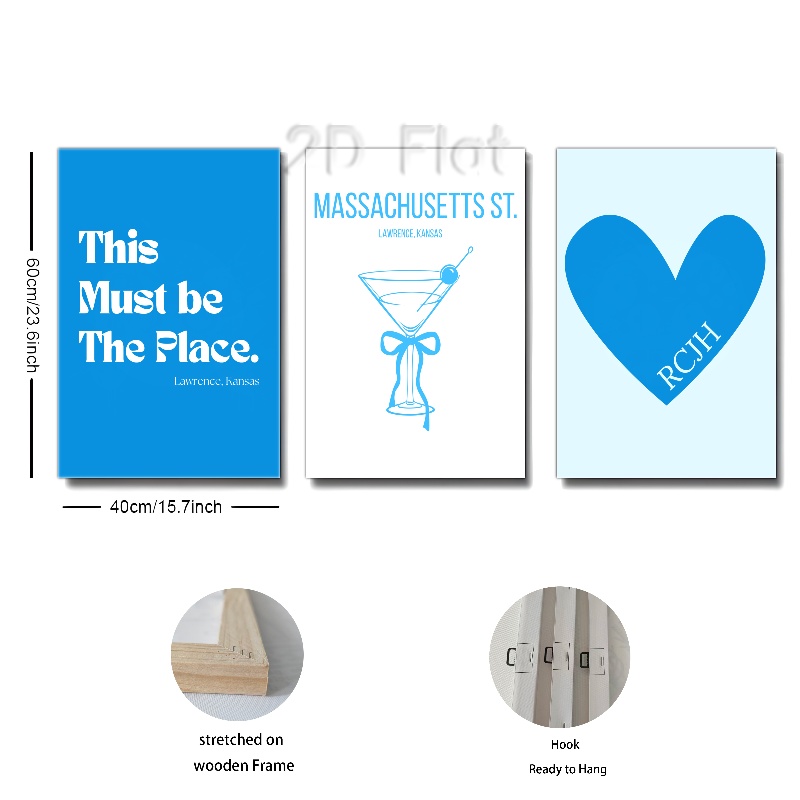 2D Flat
This
Must be
The Place.
Lawrence, Kansas
MASSACHUSETTS ST.
LAWRENCE, KANSAS
RCJH
60cm/23.6inch
40cm/15.7inch
stretched on
wooden Frame
Hook
Ready to Hang